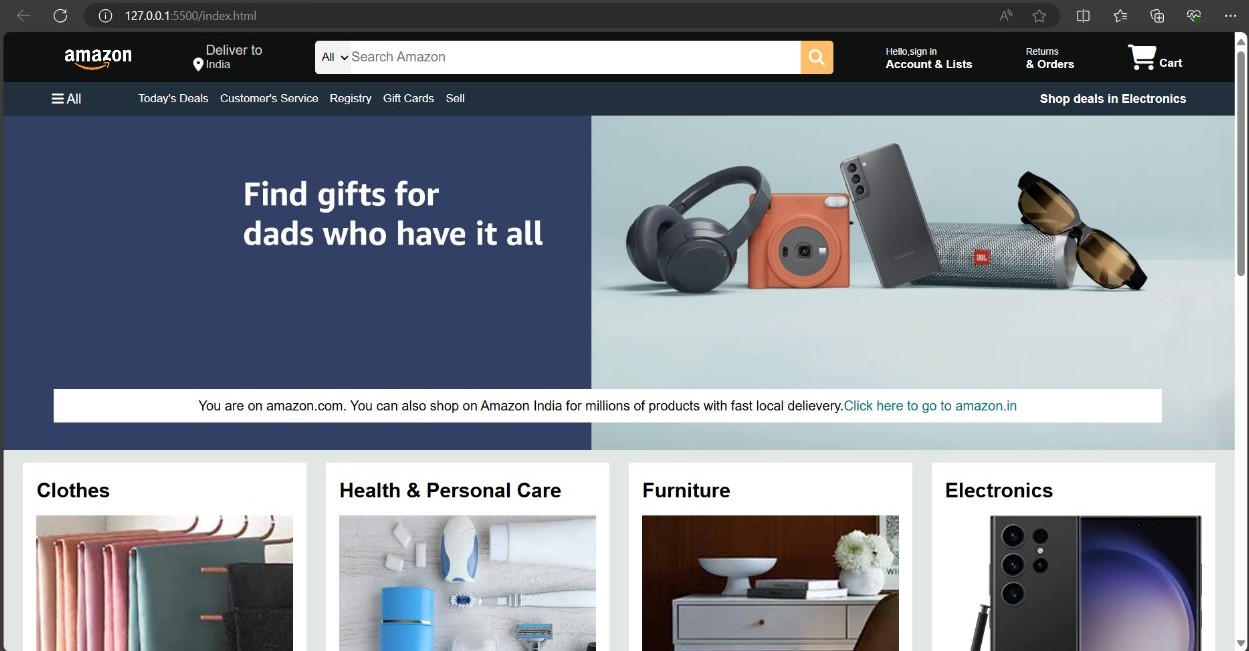 127.0.0.1:5500/index.html
amazon
Deliver to
India
All
Search Amazon
Hello,sign in
Account & Lists
Returns
& Orders
Cart
All
Today's Deals
Customer's Service
Registry
Gift Cards
Sell
Shop deals in Electronics
Find gifts for
dads who have it all
JBL
You are on amazon.com. You can also shop on Amazon India for millions of products with fast local delievery.Click here to go to amazon.in
Clothes
Health & Personal Care
Furniture
Electronics